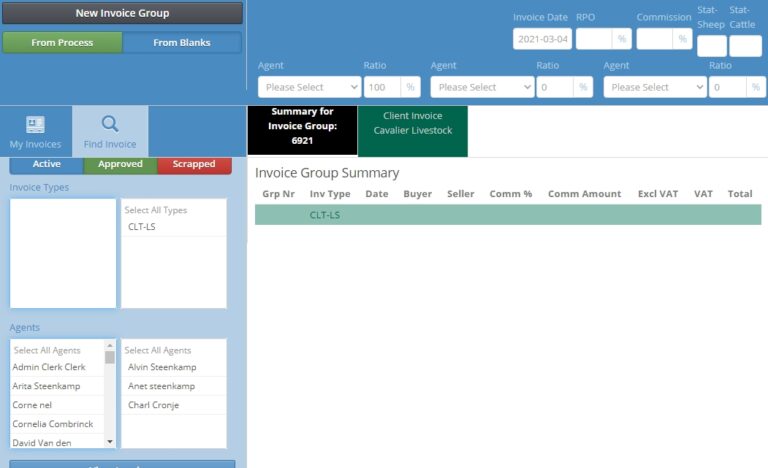 New Invoice Group
From Process
From Blanks
Invoice Date
RPO
Commission
Stat-
Sheep
Stat-
Cattle
2021-03-04
%
%
Agent
Ratio
Agent
Ratio
Agent
Ratio
Please Select
100
%
Please Select
0
%
Please Select
0
%
My Invoices
Find Invoice
Summary for
Invoice Group:
6921
Client Invoice
Cavalier Livestock
Active
Approved
Scrapped
Invoice Types
Select All Types
CLT-LS
Invoice Group Summary
Grp Nr
Inv Type
Date
Buyer
Seller
Comm %
Comm Amount
Excl VAT
VAT
Total
CLT-LS
Agents
Select All Agents
Admin Clerk Clerk
Arita Steenkamp
Corne nel
Cornelia Combrinck
David Van den
Select All Agents
Alvin Steenkamp
Anet steenkamp
Charl Cronje